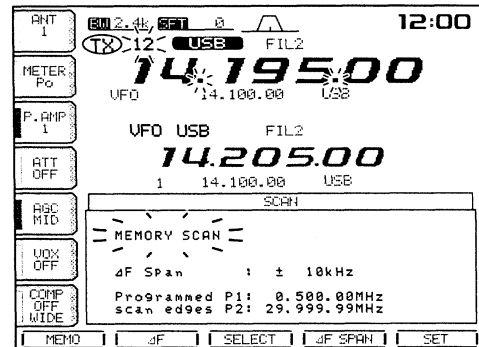 ANT
1
BW 2.4k SFT 0
12:00
TX 12 USB FIL2
14.195.00
METER
Po
VFO 14.100.00 USB
P.AMP
1
VFO USB FIL2
14.205.00
ATT
OFF
1 14.100.00 USB
SCAN
AGC
MID
MEMORY SCAN
VOX
OFF
⊿F SPan : ± 10kHz
COMP
OFF
WIDE
Programmed P1: 0.500.00MHz
scan edges P2: 29.999.99MHz
MEMO ⊿F SELECT ⊿F SPAN SET